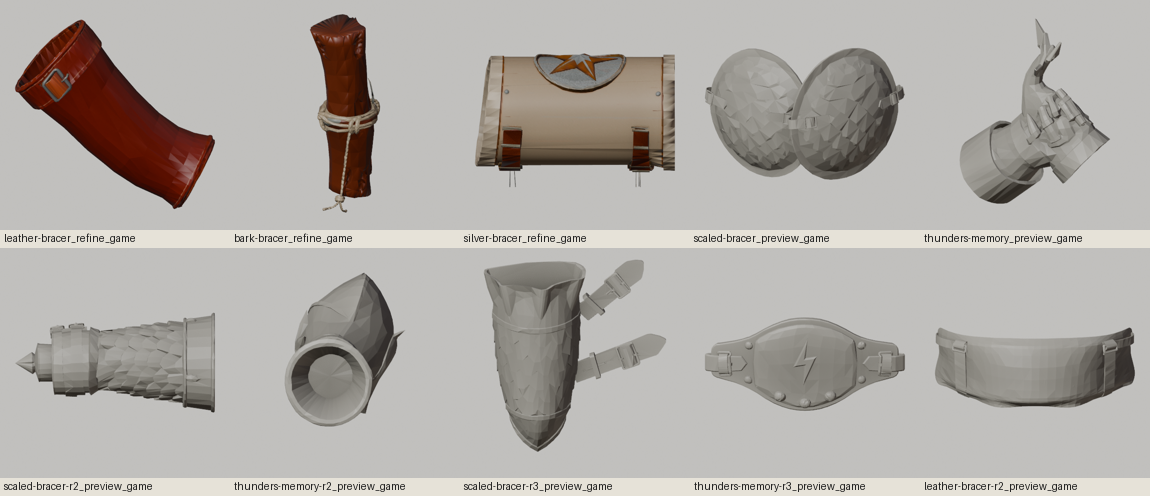 leather-bracer_refine_game
bark-bracer_refine_game
silver-bracer_refine_game
scaled-bracer_preview_game
thunders-memory_preview_game
scaled-bracer-r2_preview_game
thunders-memory-r2_preview_game
scaled-bracer-r3_preview_game
thunders-memory-r3_preview_game
leather-bracer-r2_preview_game